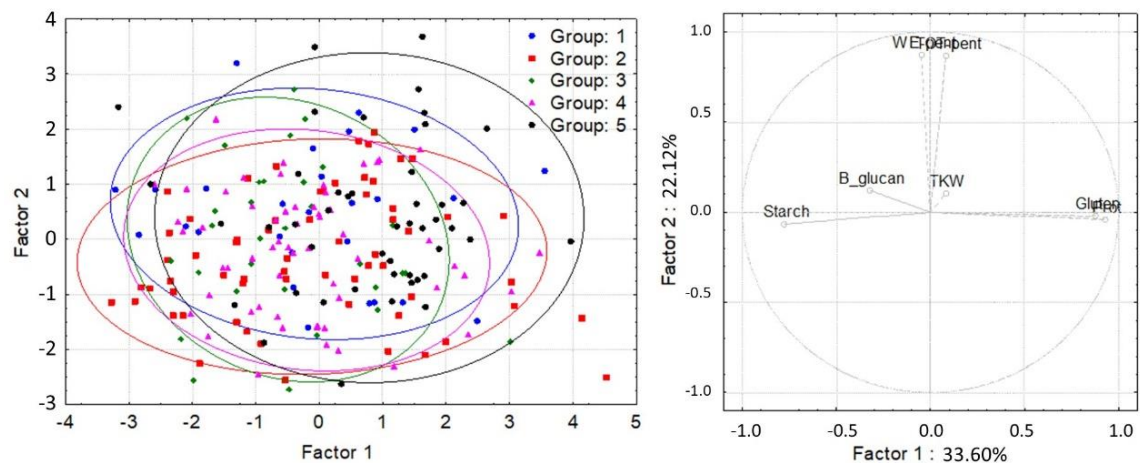 4
3
2
1
0
-1
-2
-3
-5
-4
-3
-2
-1
0
1
2
3
4
5
Factor 2
Factor 1
Group: 1
Group: 2
Group: 3
Group: 4
Group: 5
1.0
0.5
0.0
-0.5
-1.0
-1.0
-0.5
0.0
0.5
1.0
Factor 2 : 22.12%
Factor 1 : 33.60%
B_glucan
TKW
Starch
Gluten